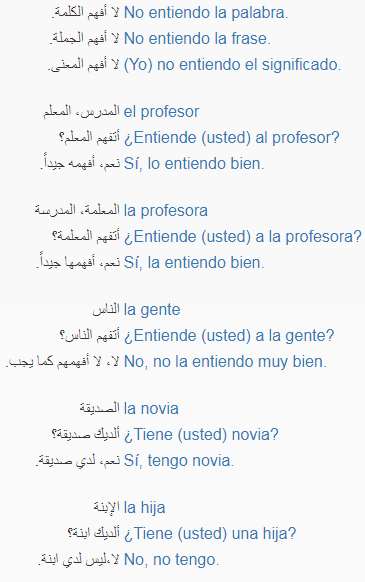 لا أفهم الكلمة. No entiendo la palabra.
لا أفهم الجملة. No entiendo la frase.
لا أفهم المعنى. (Yo) no entiendo el significado.
المدرس، المعلم el profesor
أتفهم المعلم؟ ¿Entiende (usted) al profesor?
نعم، أفهمه جيداً. Sí, lo entiendo bien.
المعلمة، المدرسة la profesora
أتفهم المعلمة؟ ¿Entiende (usted) a la profesora?
نعم، أفهمها جيداً. Sí, la entiendo bien.
الناس la gente
أتفهم الناس؟ ¿Entiende (usted) a la gente?
لا، لا أفهمهم كما يجب. No, no la entiendo muy bien.
الصديقة la novia
ألديك صديقة؟ ¿Tiene (usted) novia?
نعم، لدي صديقة. Sí, tengo novia.
الإبنة la hija
ألديك ابنة؟ ¿Tiene (usted) una hija?
لا،ليس لدي ابنة. No, no tengo.